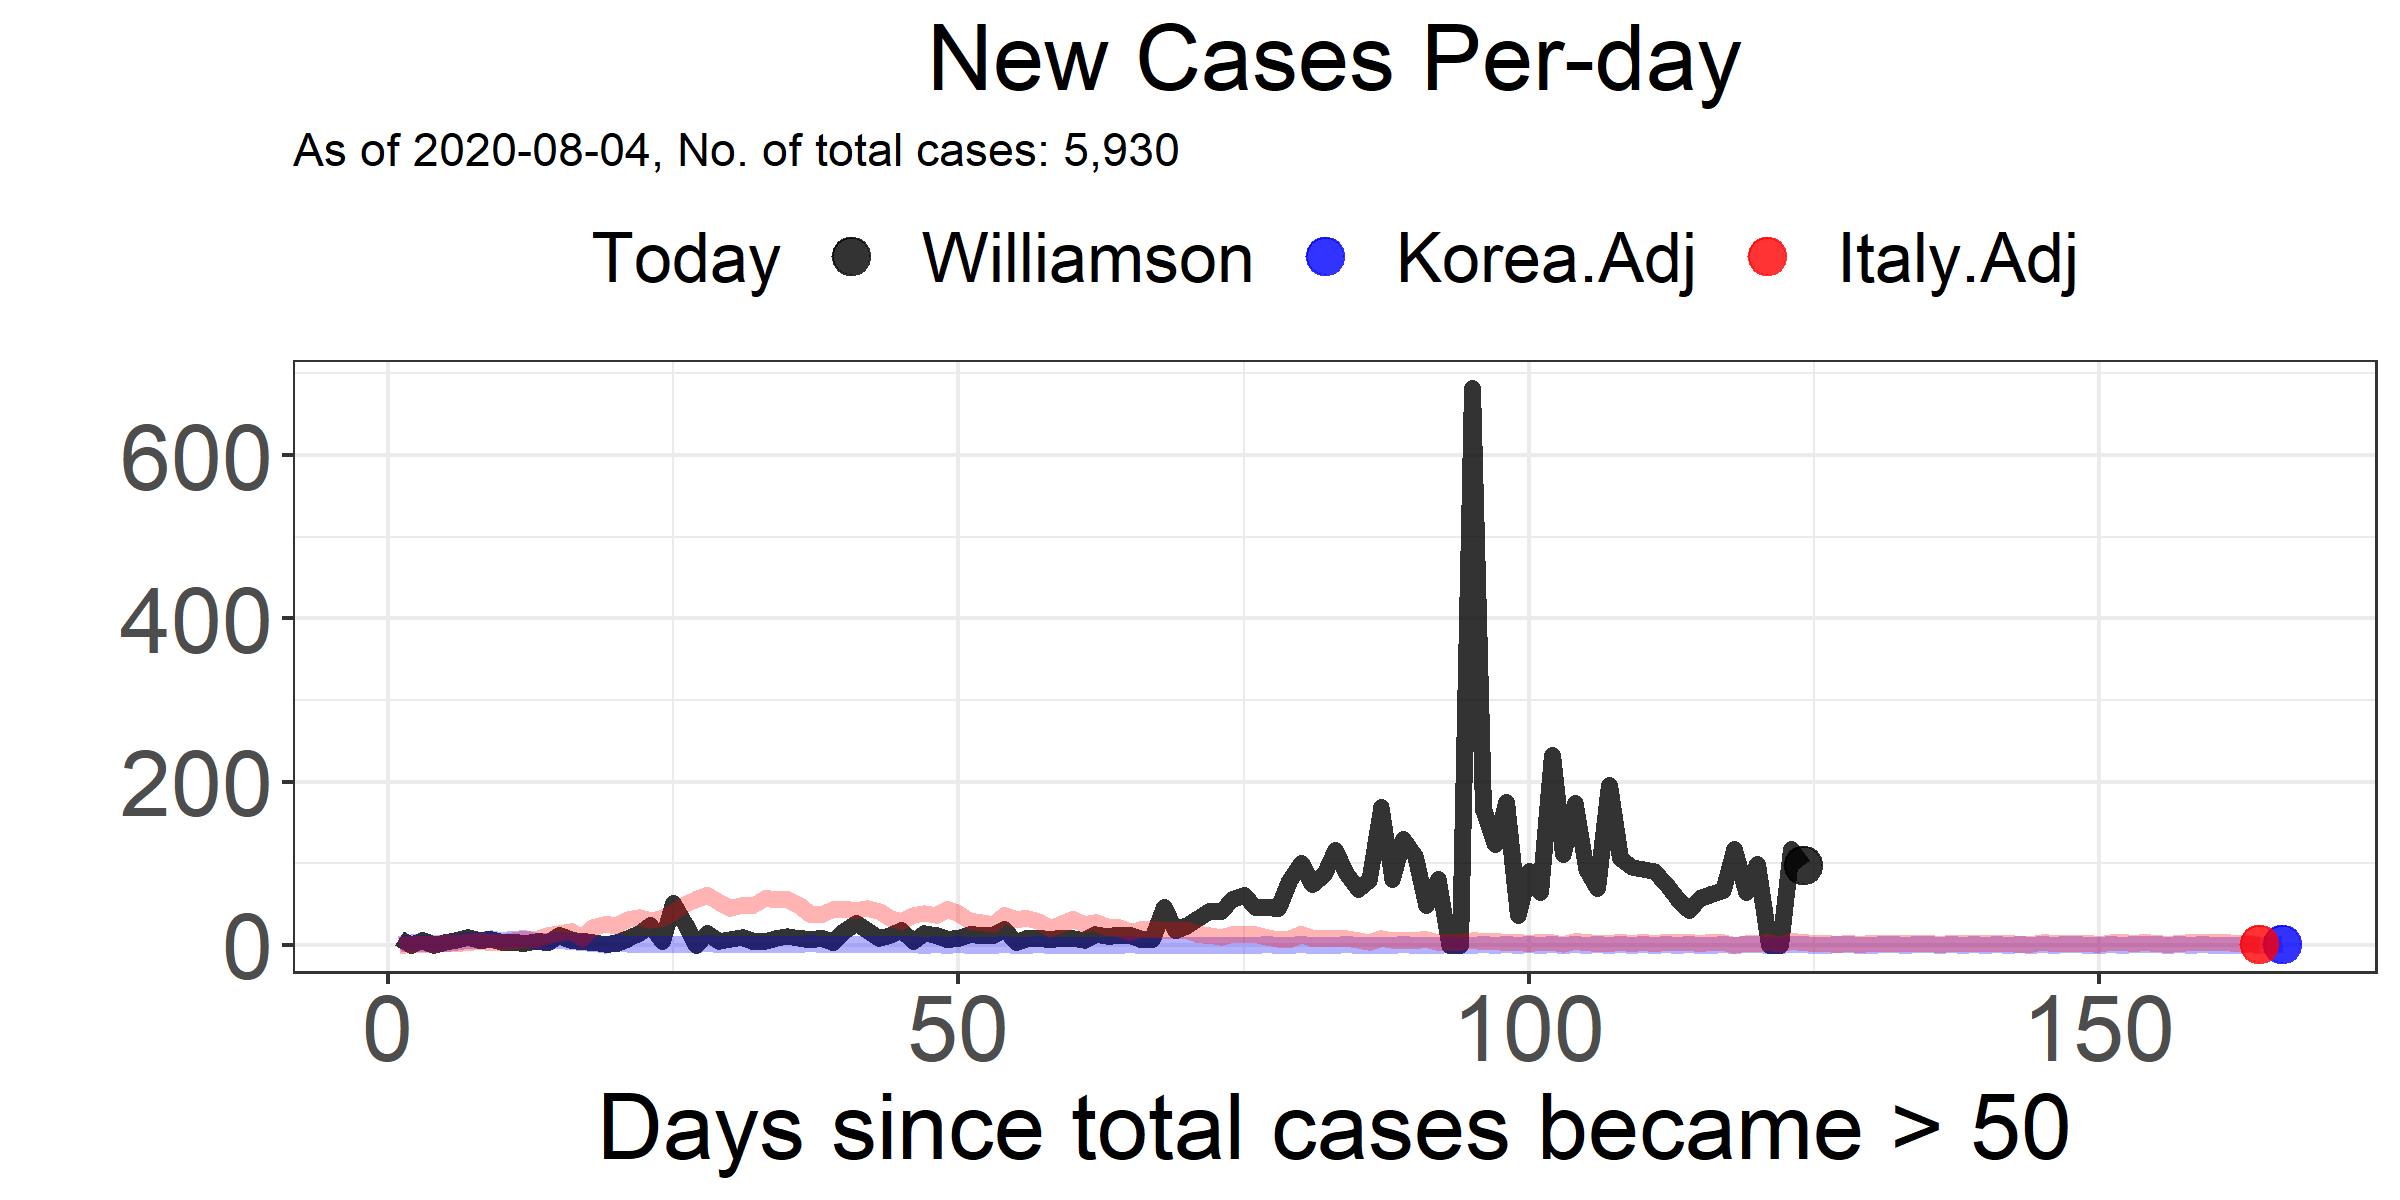 New Cases Per-day
As of 2020-08-04, No. of total cases: 5,930
Today Williamson Korea.Adj Italy.Adj
600
400
200
0
0 50 100 150
Days since total cases became > 50